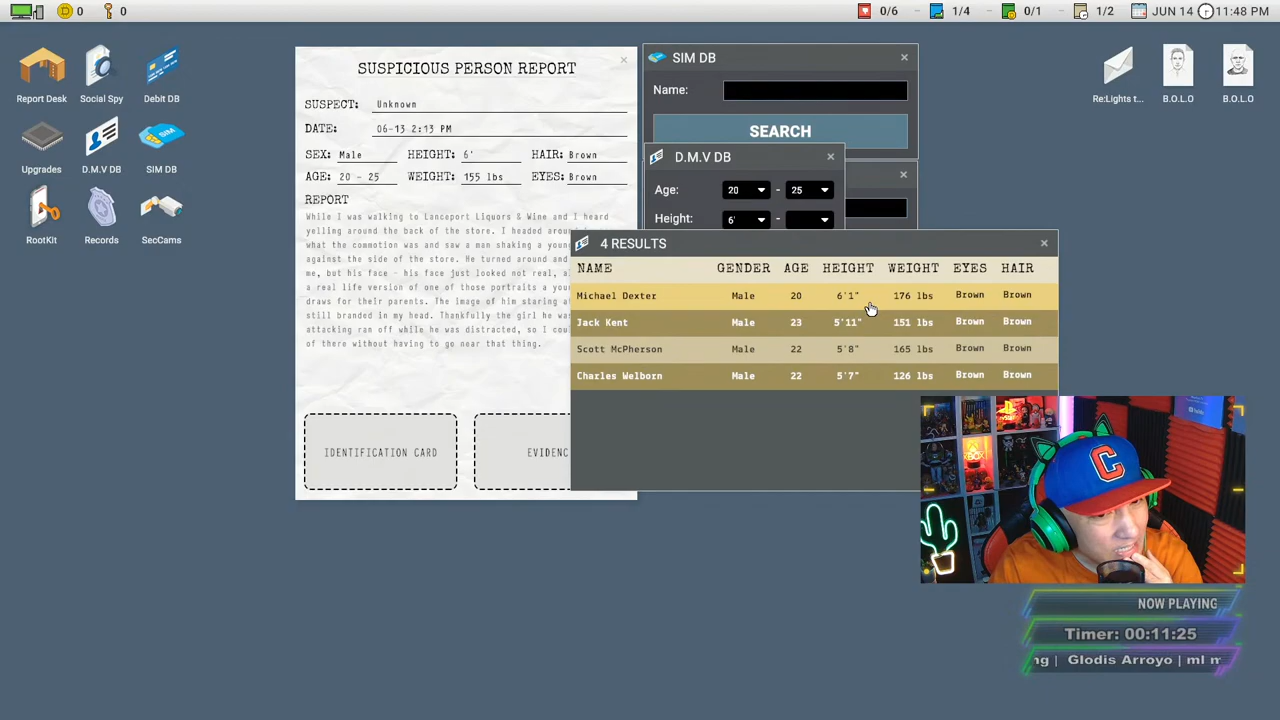 0
0
0/6
1/4
0/1
1/2
JUN 14
11:48 PM
Report Desk
Social Spy
Debit DB
Upgrades
D.M.V DB
SIM DB
RootKit
Records
SecCams
Re:Lights t...
B.O.L.O
B.O.L.O
SUSPICIOUS PERSON REPORT
SUSPECT: Unknown
DATE: 06-13 2:13 PM
SEX: Male HEIGHT: 6' HAIR: Brown
AGE: 20 - 25 WEIGHT: 155 lbs EYES: Brown
REPORT
While I was walking to Lanceport Liquors & Wine and I heard
yelling around the back of the store. I headed
what the commotion was and saw a man shaking a
against the side of the store. He turned around
me, but his face - his face just looked not real,
a real life version of one of those portraits a
draws for their parents. The image of him
still branded in my head. Thankfully the girl he
attacking ran off while he was distracted, so I
of there without having to go near that thing.
IDENTIFICATION CARD
EVIDENC
SIM DB
Name:
SEARCH
D.M.V DB
Age: 20 - 25
Height: 6' -
4 RESULTS
NAME GENDER AGE HEIGHT WEIGHT EYES HAIR
Michael Dexter Male 20 6'1" 176 lbs Brown Brown
Jack Kent Male 23 5'11" 151 lbs Brown Brown
Scott McPherson Male 22 5'8" 165 lbs Brown Brown
Charles Welborn Male 22 5'7" 126 lbs Brown Brown
C
XBOX
NOW PLAYING
Timer: 00:11:25
ng | Glodis Arroyo | ml m